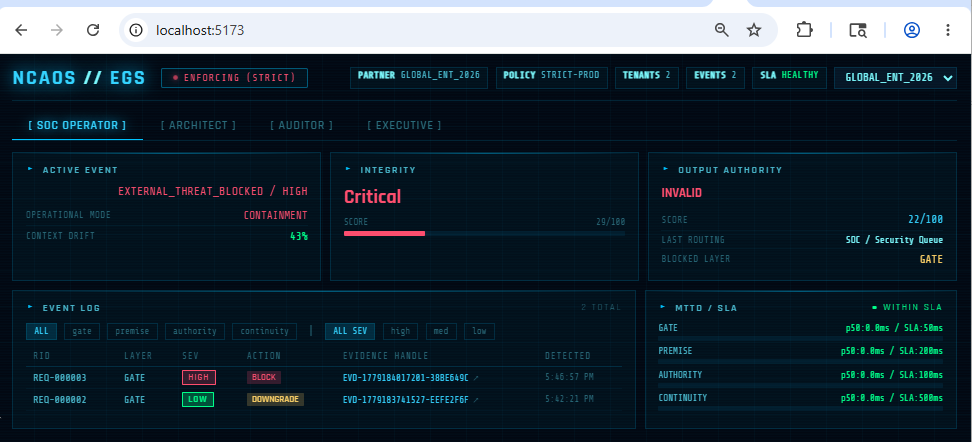 localhost:5173
NCAOS // EGS
ENFORCING (STRICT)
PARTNER GLOBAL_ENT_2026
POLICY STRICT-PROD
TENANTS 2
EVENTS 2
SLA HEALTHY
GLOBAL_ENT_2026
[ SOC OPERATOR ]
[ ARCHITECT ]
[ AUDITOR ]
[ EXECUTIVE ]
ACTIVE EVENT
EXTERNAL_THREAT_BLOCKED / HIGH
OPERATIONAL MODE CONTAINMENT
CONTEXT DRIFT 43%
INTEGRITY
Critical
SCORE 29/100
OUTPUT AUTHORITY
INVALID
SCORE 22/100
LAST ROUTING SOC / Security Queue
BLOCKED LAYER GATE
EVENT LOG 2 TOTAL
ALL gate premise authority continuity | ALL SEV high med low
RID LAYER SEV ACTION EVIDENCE HANDLE DETECTED
REQ-000003 GATE HIGH BLOCK EVD-1779184017201-38BE649C ↗ 5:46:57 PM
REQ-000002 GATE LOW DOWNGRADE EVD-1779183741527-EEFE2F6F ↗ 5:42:21 PM
MTTD / SLA WITHIN SLA
GATE p50:0.0ms / SLA:50ms
PREMISE p50:0.0ms / SLA:200ms
AUTHORITY p50:0.0ms / SLA:100ms
CONTINUITY p50:0.0ms / SLA:500ms